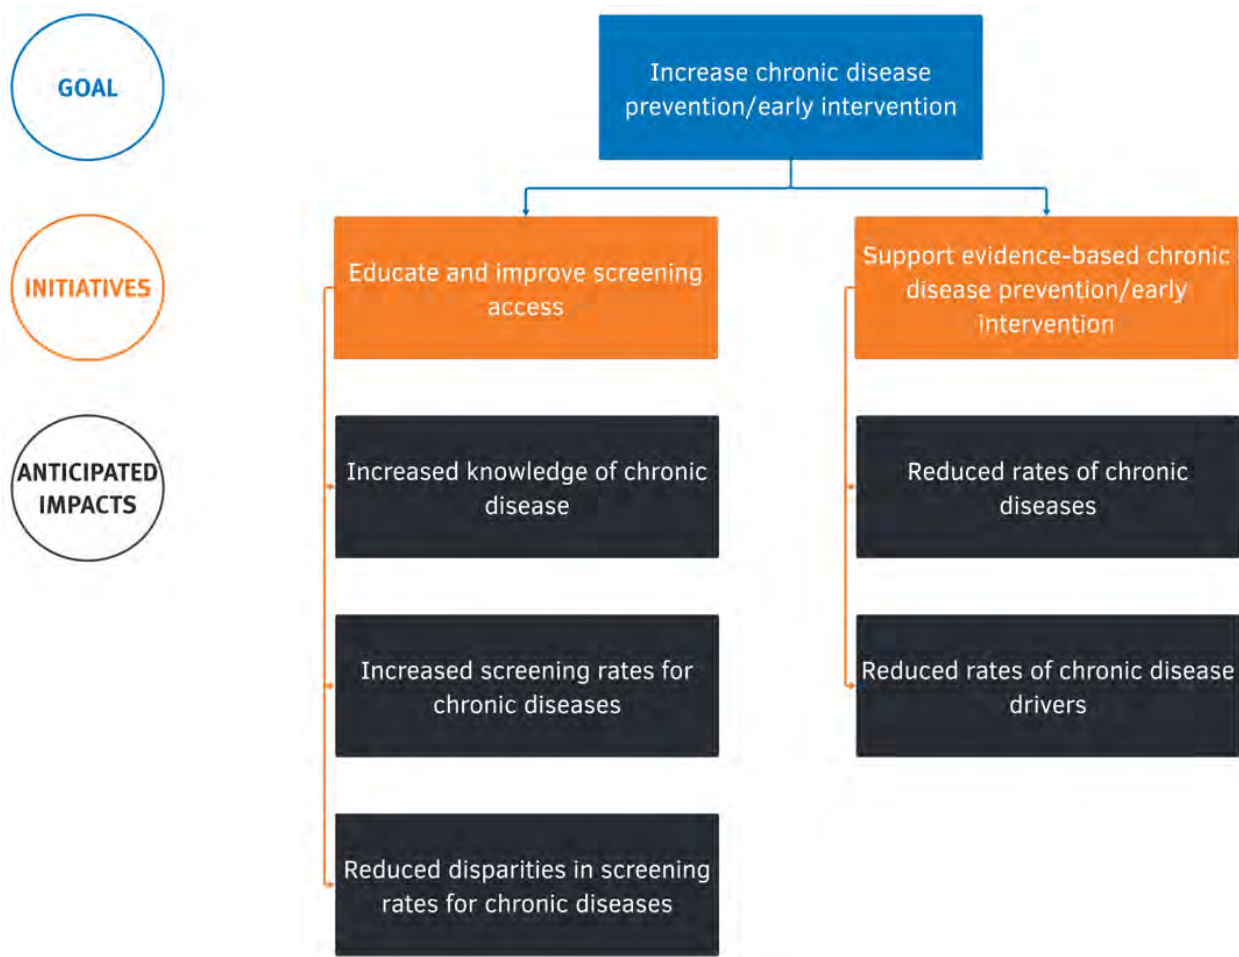 GOAL
Increase chronic disease
prevention/early intervention
INITIATIVES
Educate and improve screening
access
Support evidence-based chronic
disease prevention/early
intervention
ANTICIPATED
IMPACTS
Increased knowledge of chronic
disease
Reduced rates of chronic
diseases
Increased screening rates for
chronic diseases
Reduced rates of chronic disease
drivers
Reduced disparities in screening
rates for chronic diseases